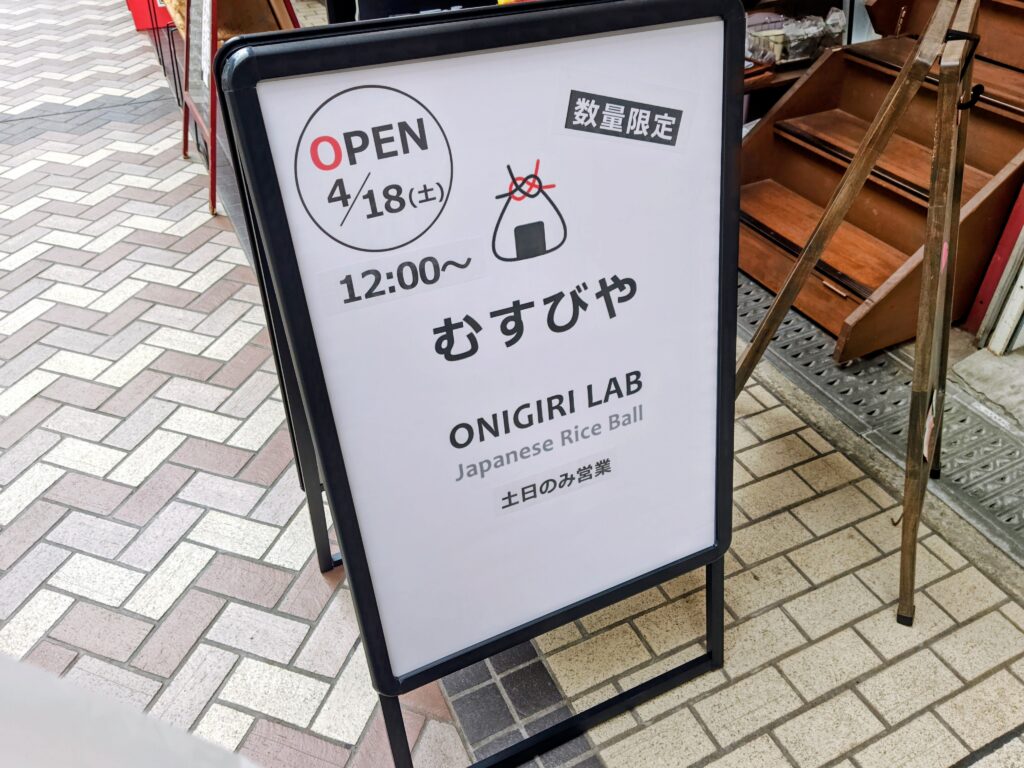 OPEN
4/18(土)
数量限定
12:00〜
むすびや
ONIGIRI LAB
Japanese Rice Ball
土日のみ営業